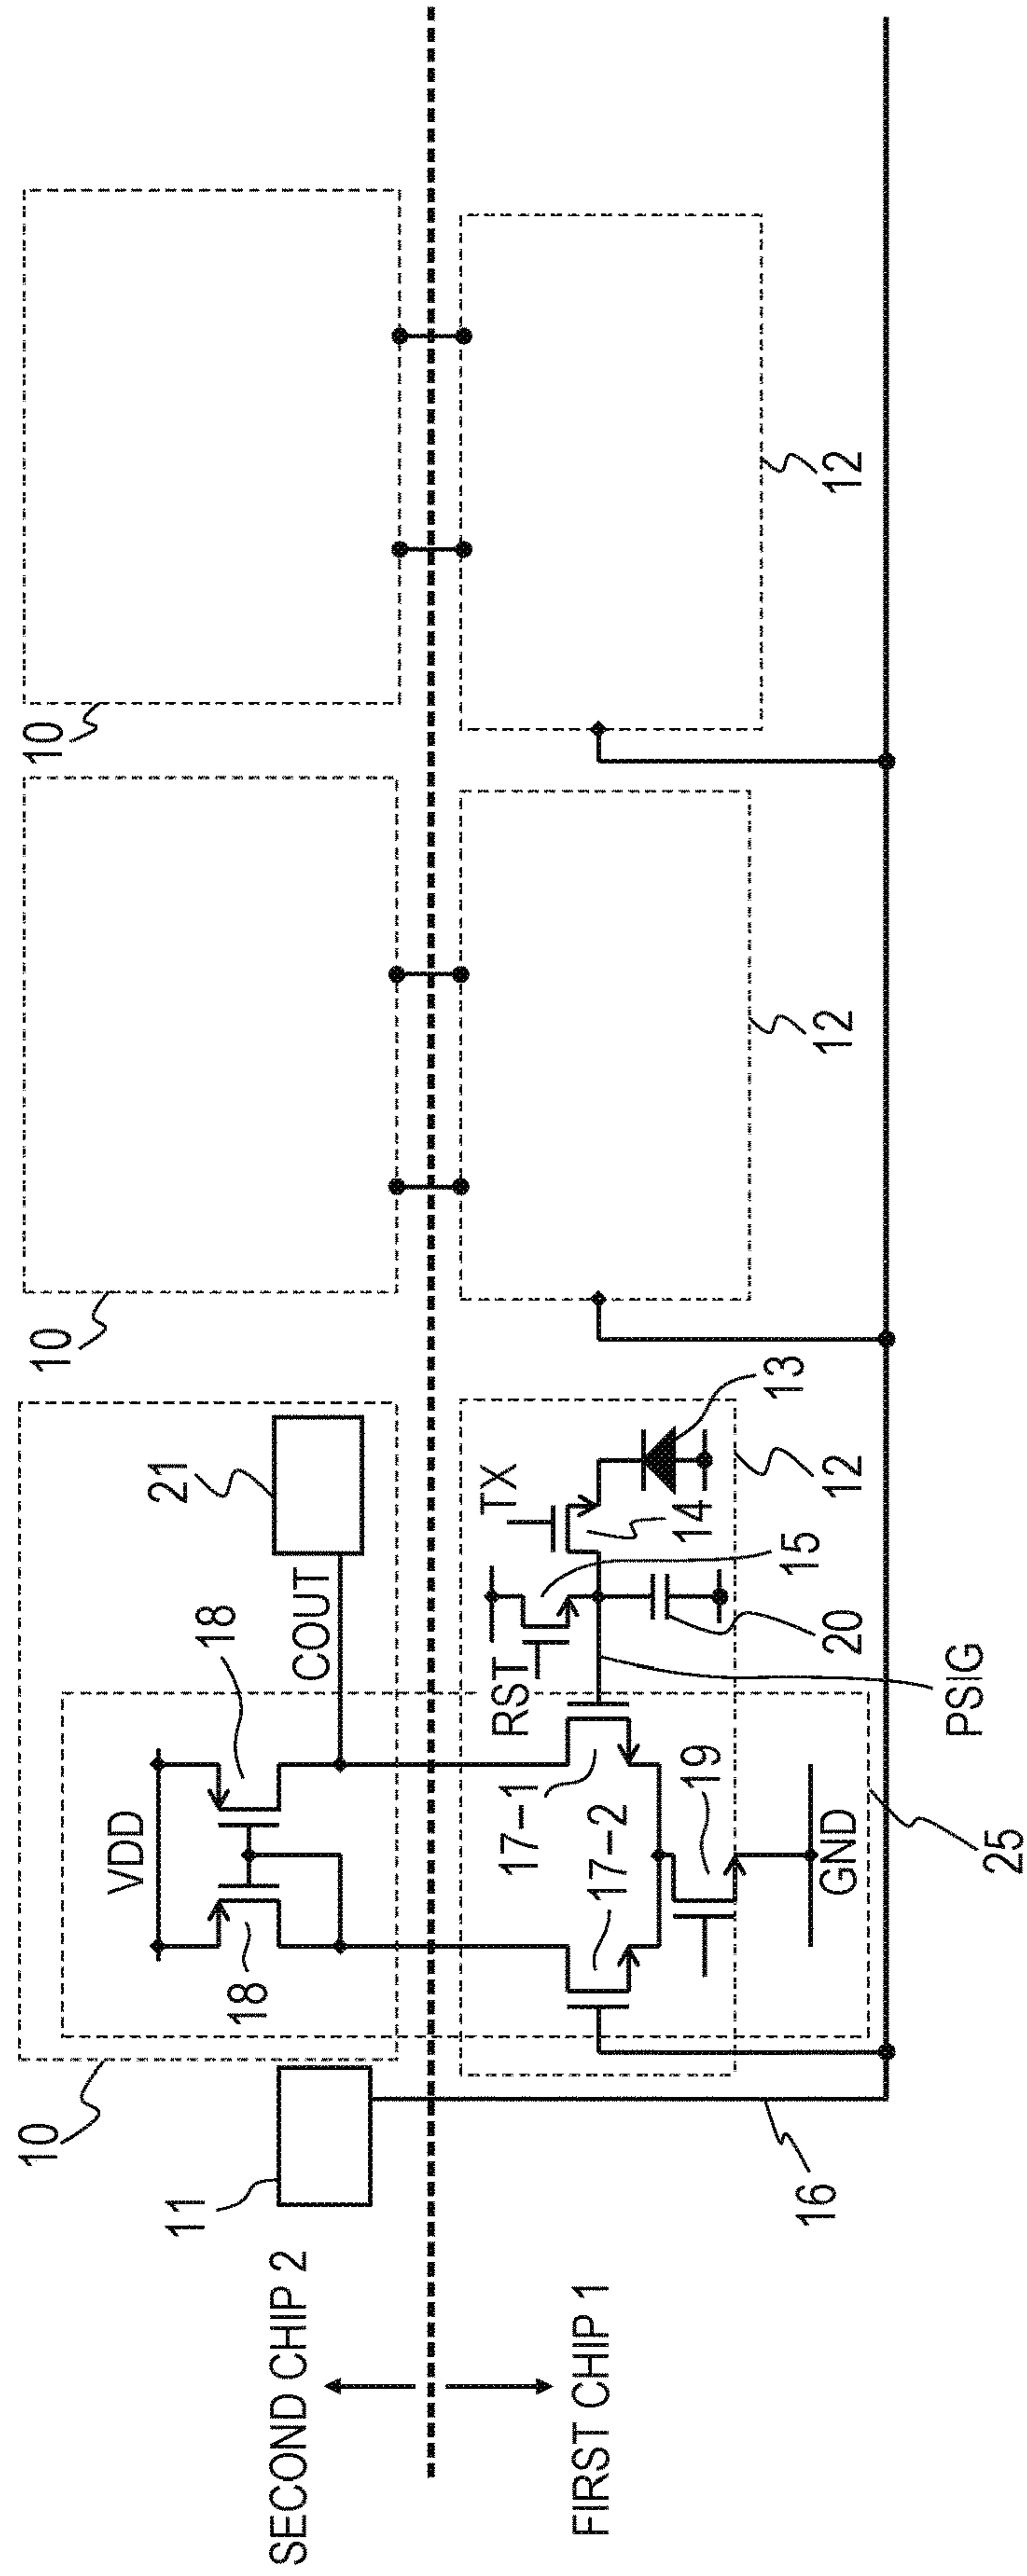 SECOND CHIP 2
FIRST CHIP 1
11
10
10
10
VDD
18
18
COUT
21
RST
TX
17-1
17-2
19
14
15
20
13
12
12
12
GND
25
PSIG
16